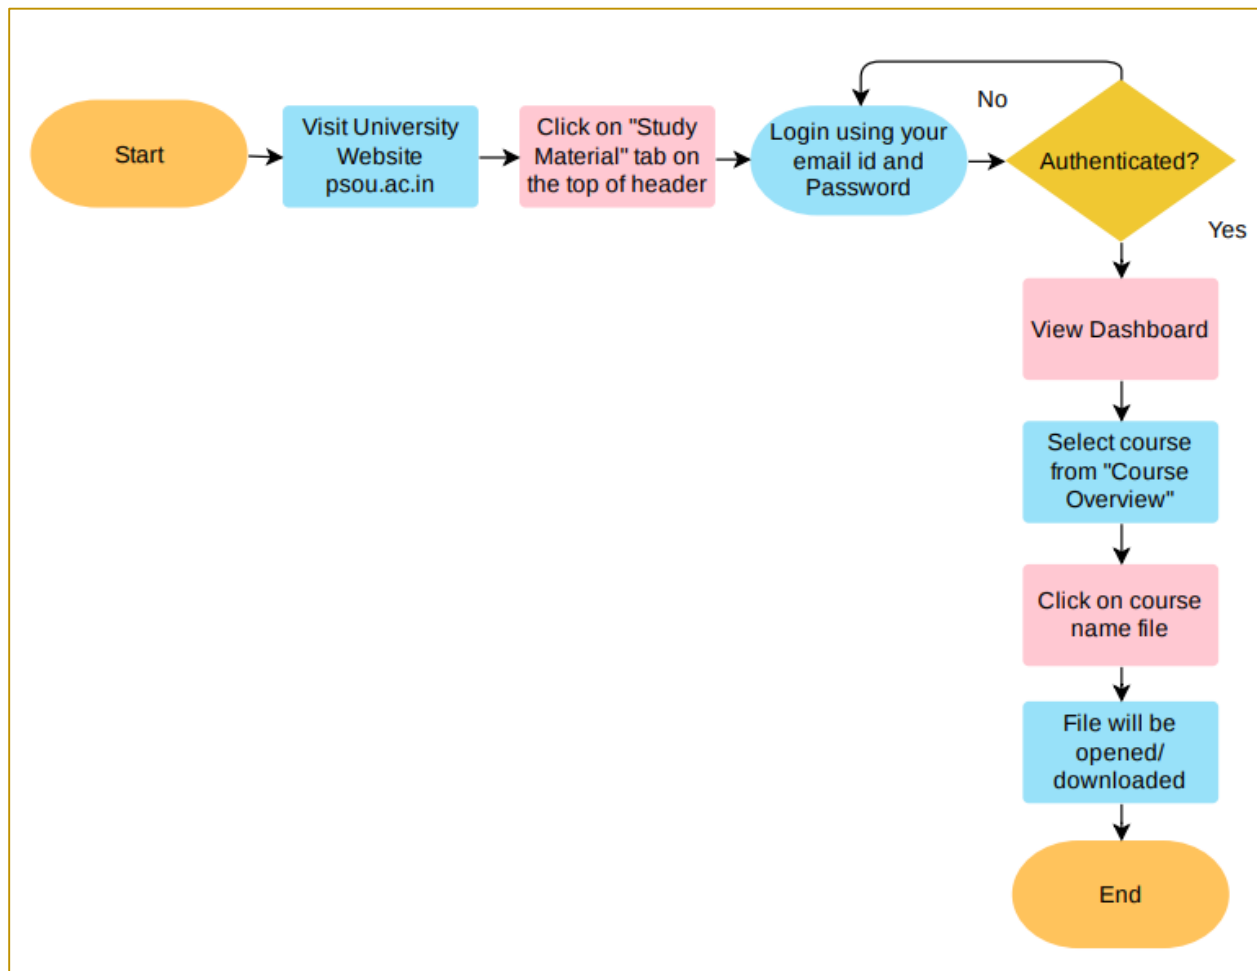 Start
Visit University
Website
psou.ac.in
Click on "Study
Material" tab on
the top of header
Login using your
email id and
Password
No
Authenticated?
Yes
View Dashboard
Select course
from "Course
Overview"
Click on course
name file
File will be
opened/
downloaded
End